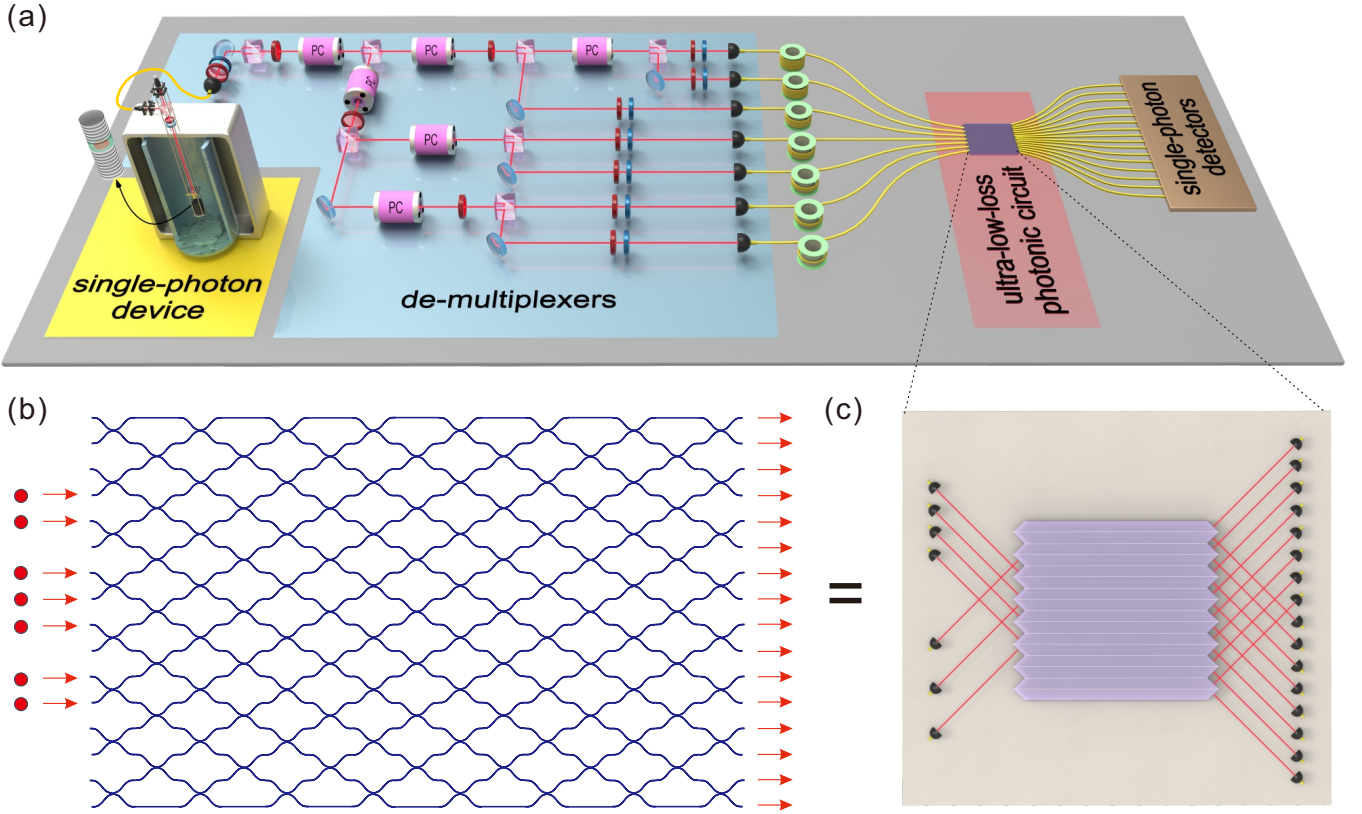 (a)
PC
PC
PC
PC
PC
PC
single-photon
device
de-multiplexers
ultra-low-loss
photonic circuit
single-photon
detectors
(b)
(c)
=